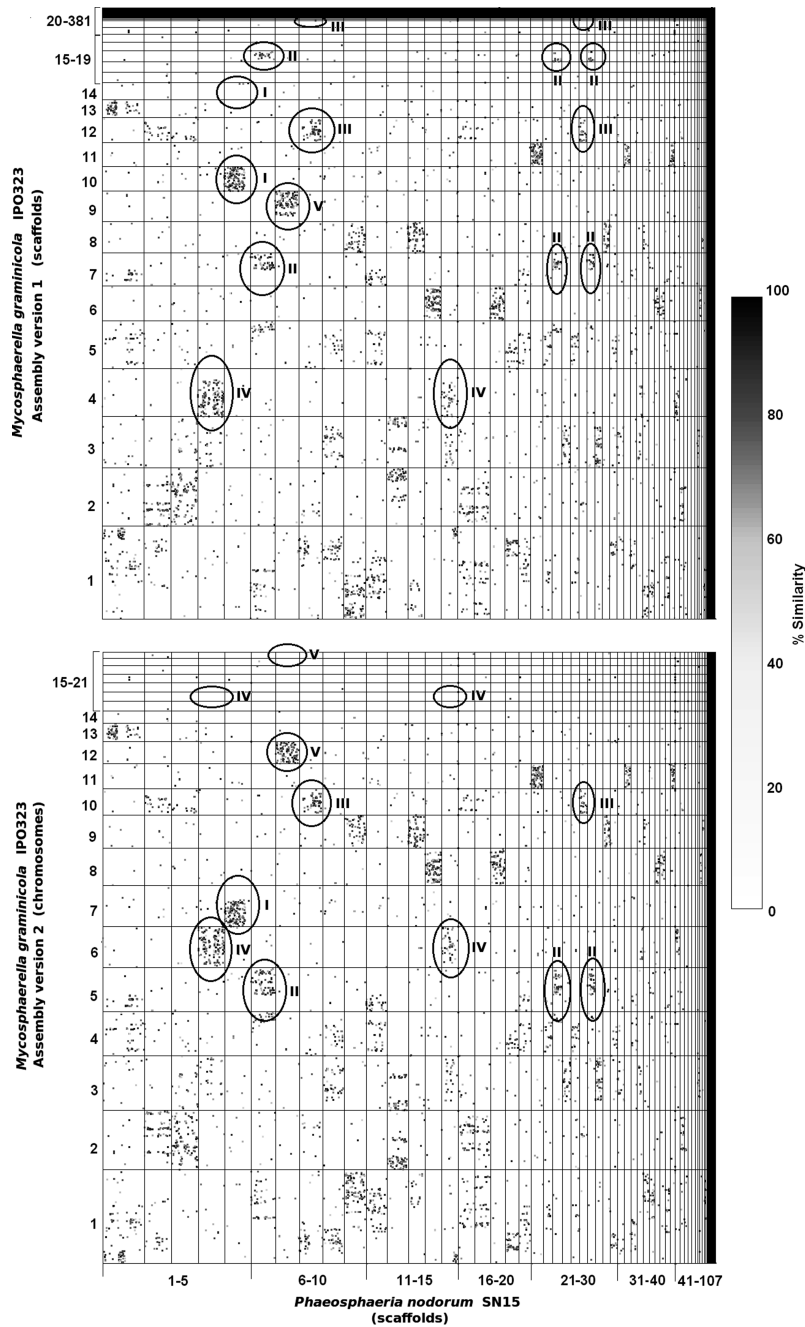 20-381
III
III
15-19
II
II
II
14
I
13
12
III
III
11
10
I
9
V
8
II
II
7
II
6
5
4
IV
IV
3
2
1
Mycosphaerella graminicola IPO323
Assembly version 1 (scaffolds)
100
80
60
40
20
0
% Similarity
V
15-21
IV
IV
14
13
12
V
11
10
III
III
9
8
7
I
6
IV
IV
II
II
5
II
4
3
2
1
Mycosphaerella graminicola IPO323
Assembly version 2 (chromosomes)
1-5
6-10
11-15
16-20
21-30
31-40
41-107
Phaeosphaeria nodorum SN15
(scaffolds)